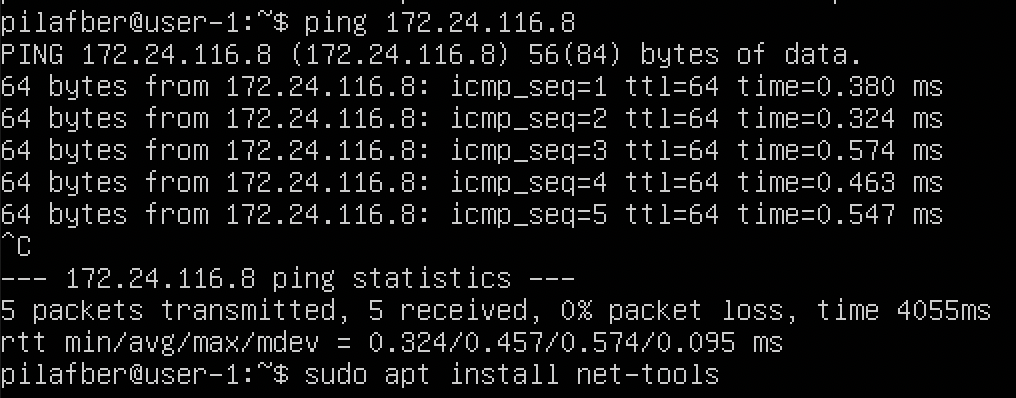 pilafber@user-1:~$ ping 172.24.116.8
PING 172.24.116.8 (172.24.116.8) 56(84) bytes of data.
64 bytes from 172.24.116.8: icmp_seq=1 ttl=64 time=0.380 ms
64 bytes from 172.24.116.8: icmp_seq=2 ttl=64 time=0.324 ms
64 bytes from 172.24.116.8: icmp_seq=3 ttl=64 time=0.574 ms
64 bytes from 172.24.116.8: icmp_seq=4 ttl=64 time=0.463 ms
64 bytes from 172.24.116.8: icmp_seq=5 ttl=64 time=0.547 ms
^C
--- 172.24.116.8 ping statistics ---
5 packets transmitted, 5 received, 0% packet loss, time 4055ms
rtt min/avg/max/mdev = 0.324/0.457/0.574/0.095 ms
pilafber@user-1:~$ sudo apt install net-tools